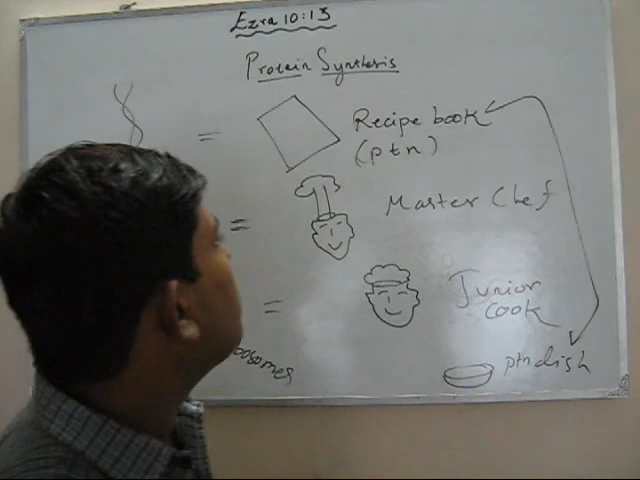 Ezra 10:13
Protein Synthesis
= Recipe book
(ptn)
= Master Chef
= Junior
cook
ptn dish